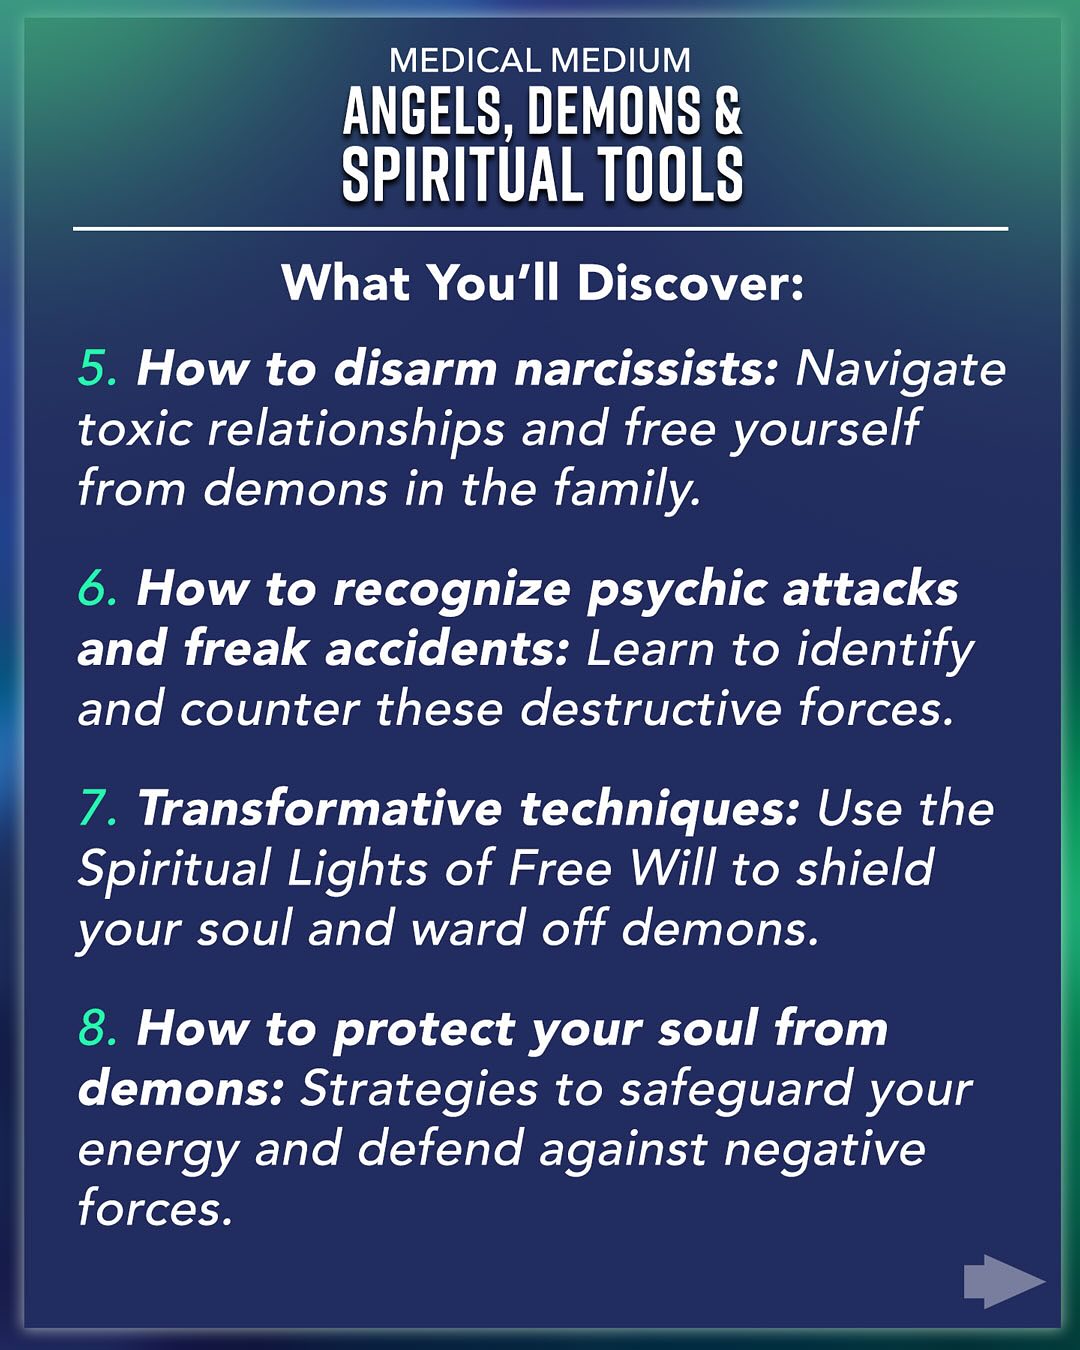 MEDICAL MEDIUM
ANGELS, DEMONS &
SPIRITUAL TOOLS
What You’ll Discover:
5. How to disarm narcissists: Navigate
toxic relationships and free yourself
from demons in the family.
6. How to recognize psychic attacks
and freak accidents: Learn to identify
and counter these destructive forces.
7. Transformative techniques: Use the
Spiritual Lights of Free Will to shield
your soul and ward off demons.
8. How to protect your soul from
demons: Strategies to safeguard your
energy and defend against negative
forces.